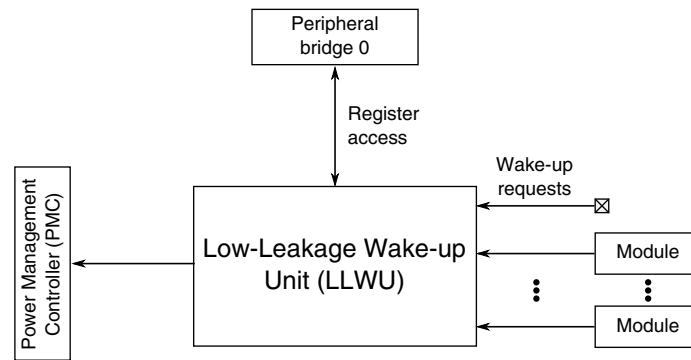 Peripheral
bridge 0
Register
access
Wake-up
requests
Power Management
Controller (PMC)
Low-Leakage Wake-up
Unit (LLWU)
Module
Module